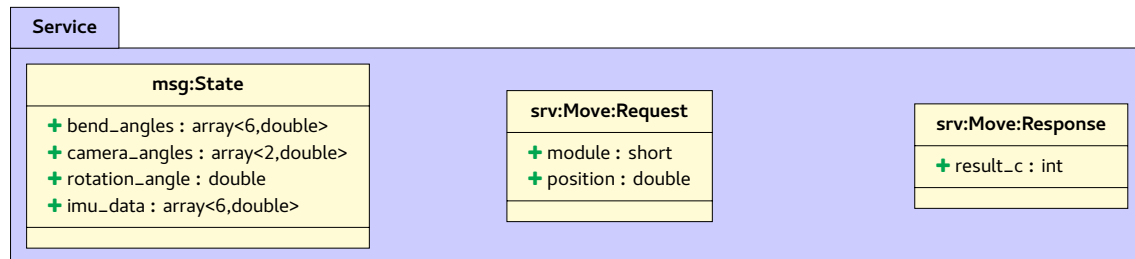 Service
msg:State
+ bend_angles : array<6,double>
+ camera_angles : array<2,double>
+ rotation_angle : double
+ imu_data : array<6,double>
srv:Move:Request
+ module : short
+ position : double
srv:Move:Response
+ result_c : int